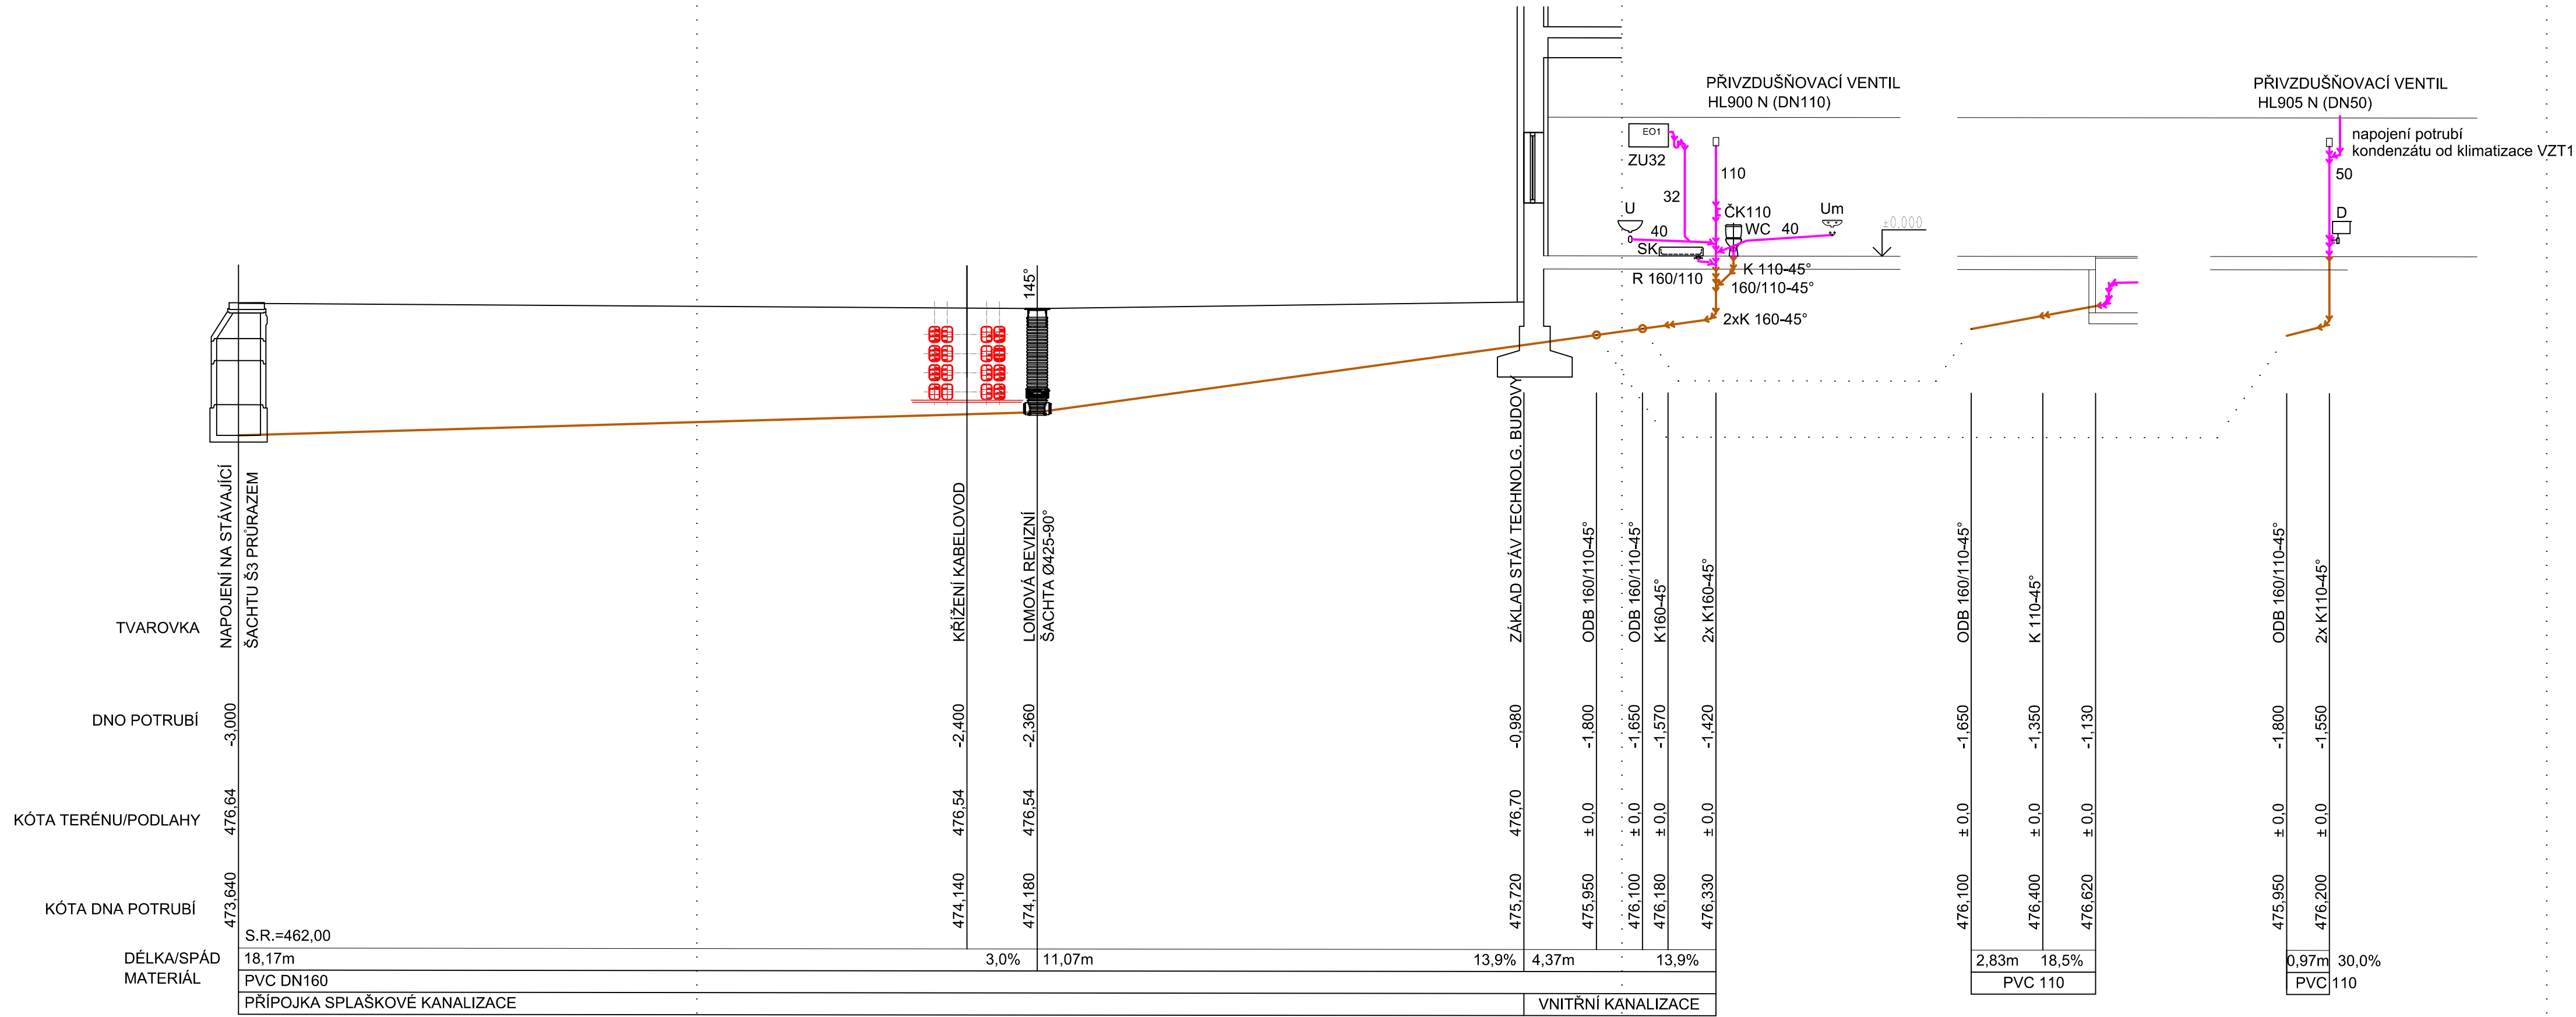 PŘIVZDUŠŇOVACÍ VENTIL
HL900 N (DN110)
PŘIVZDUŠŇOVACÍ VENTIL
HL905 N (DN50)
napojení potrubí
kondenzátu od klimatizace VZT1
EO1
ZU32
110
50
32
U
ČK110
Um
D
40
WC
40
±0.000
SK
K 110-45°
R 160/110
160/110-45°
2xK 160-45°
145°
TVAROVKA
NAPOJENÍ NA STÁVAJÍCÍ
ŠACHTU Š3 PRŮRAZEM
KŘÍŽENÍ KABELOVOD
LOMOVÁ REVIZNÍ
ŠACHTA Ø425-90°
ZÁKLAD STÁV TECHNOLG. BUDOVY
ODB 160/110-45°
ODB 160/110-45°
K160-45°
2x K160-45°
ODB 160/110-45°
K 110-45°
ODB 160/110-45°
2x K110-45°
DNO POTRUBÍ
-3,000
-2,400
-2,360
-0,980
-1,800
-1,650
-1,570
-1,420
-1,650
-1,350
-1,130
-1,800
-1,550
KÓTA TERÉNU/PODLAHY
476,64
476,54
476,54
476,70
± 0,0
± 0,0
± 0,0
± 0,0
± 0,0
± 0,0
± 0,0
± 0,0
± 0,0
KÓTA DNA POTRUBÍ
473,640
474,140
474,180
475,720
475,950
476,100
476,180
476,330
476,100
476,400
476,620
475,950
476,200
S.R.=462,00
DÉLKA/SPÁD
18,17m
3,0%
11,07m
13,9%
4,37m
13,9%
2,83m
18,5%
0,97m
30,0%
MATERIÁL
PVC DN160
PVC 110
PVC 110
PŘÍPOJKA SPLAŠKOVÉ KANALIZACE
VNITŘNÍ KANALIZACE